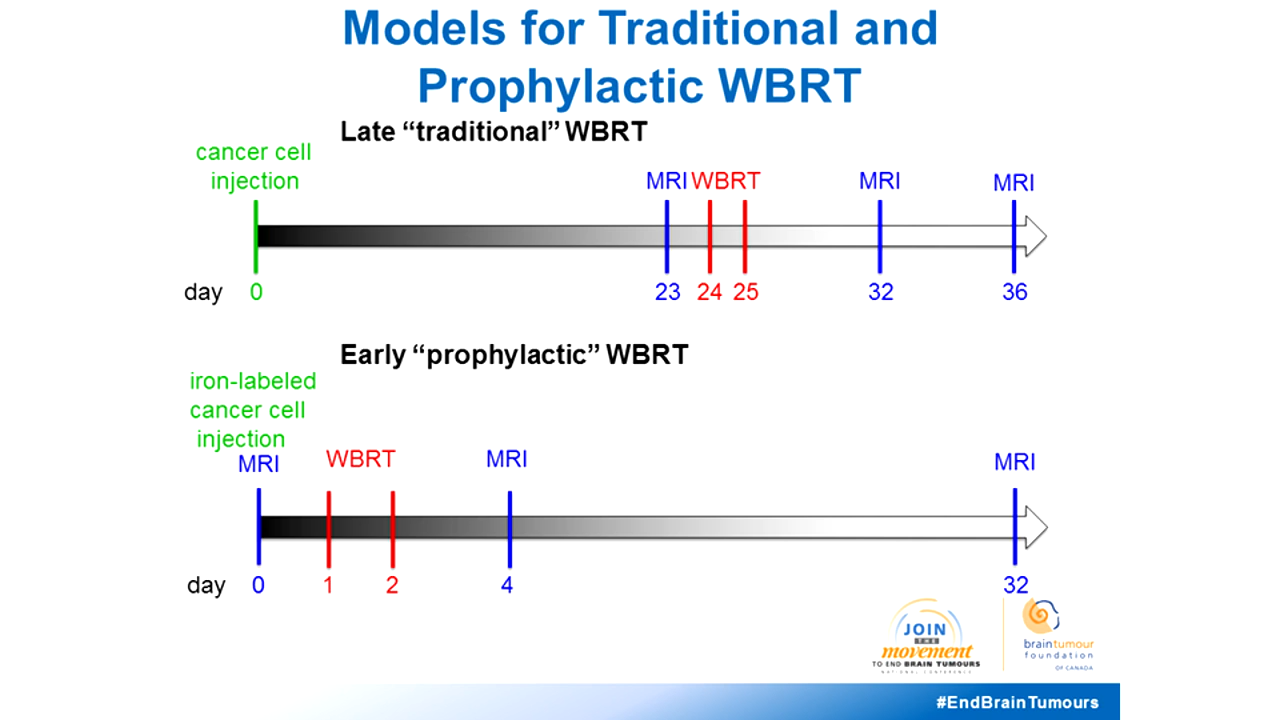 Models for Traditional and
Prophylactic WBRT
Late “traditional” WBRT
cancer cell
injection
MRI WBRT MRI MRI
day 0 23 24 25 32 36
Early “prophylactic” WBRT
iron-labeled
cancer cell
injection
MRI WBRT MRI MRI
day 0 1 2 4 32
JOIN
THE
movement
TO END BRAIN TUMOURS
NATIONAL CONFERENCE
braintumour
foundation
OF CANADA
#EndBrainTumours